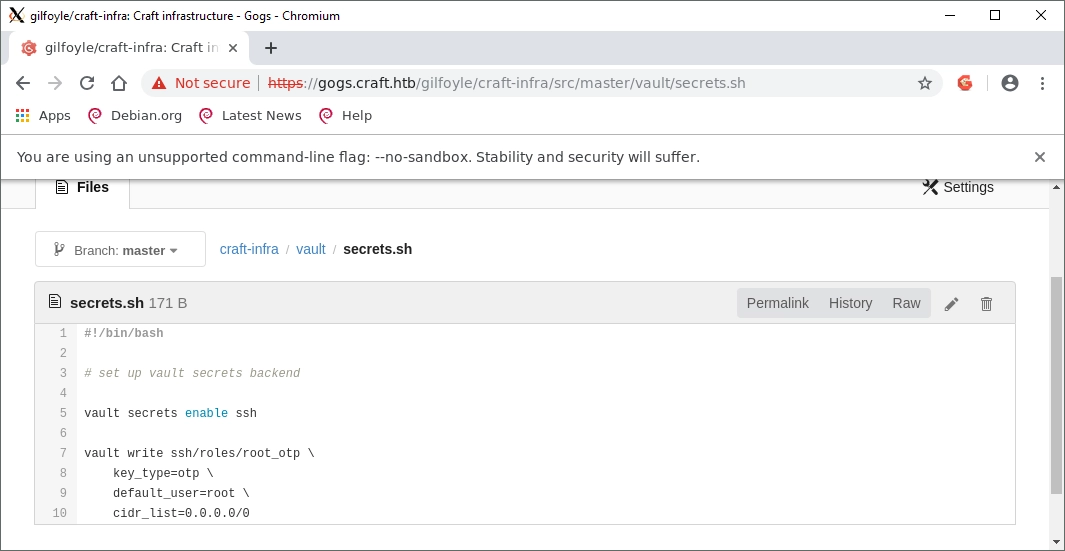 gilfoyle/craft-infra: Craft infrastructure - Gogs - Chromium
gilfoyle/craft-infra: Craft in
Not secure | https://gogs.craft.htb/gilfoyle/craft-infra/src/master/vault/secrets.sh
Apps Debian.org Latest News Help
You are using an unsupported command-line flag: --no-sandbox. Stability and security will suffer.
Files Settings
Branch: master craft-infra / vault / secrets.sh
secrets.sh 171 B Permalink History Raw
1 #!/bin/bash
2
3 # set up vault secrets backend
4
5 vault secrets enable ssh
6
7 vault write ssh/roles/root_otp \
8     key_type=otp \
9     default_user=root \
10     cidr_list=0.0.0.0/0